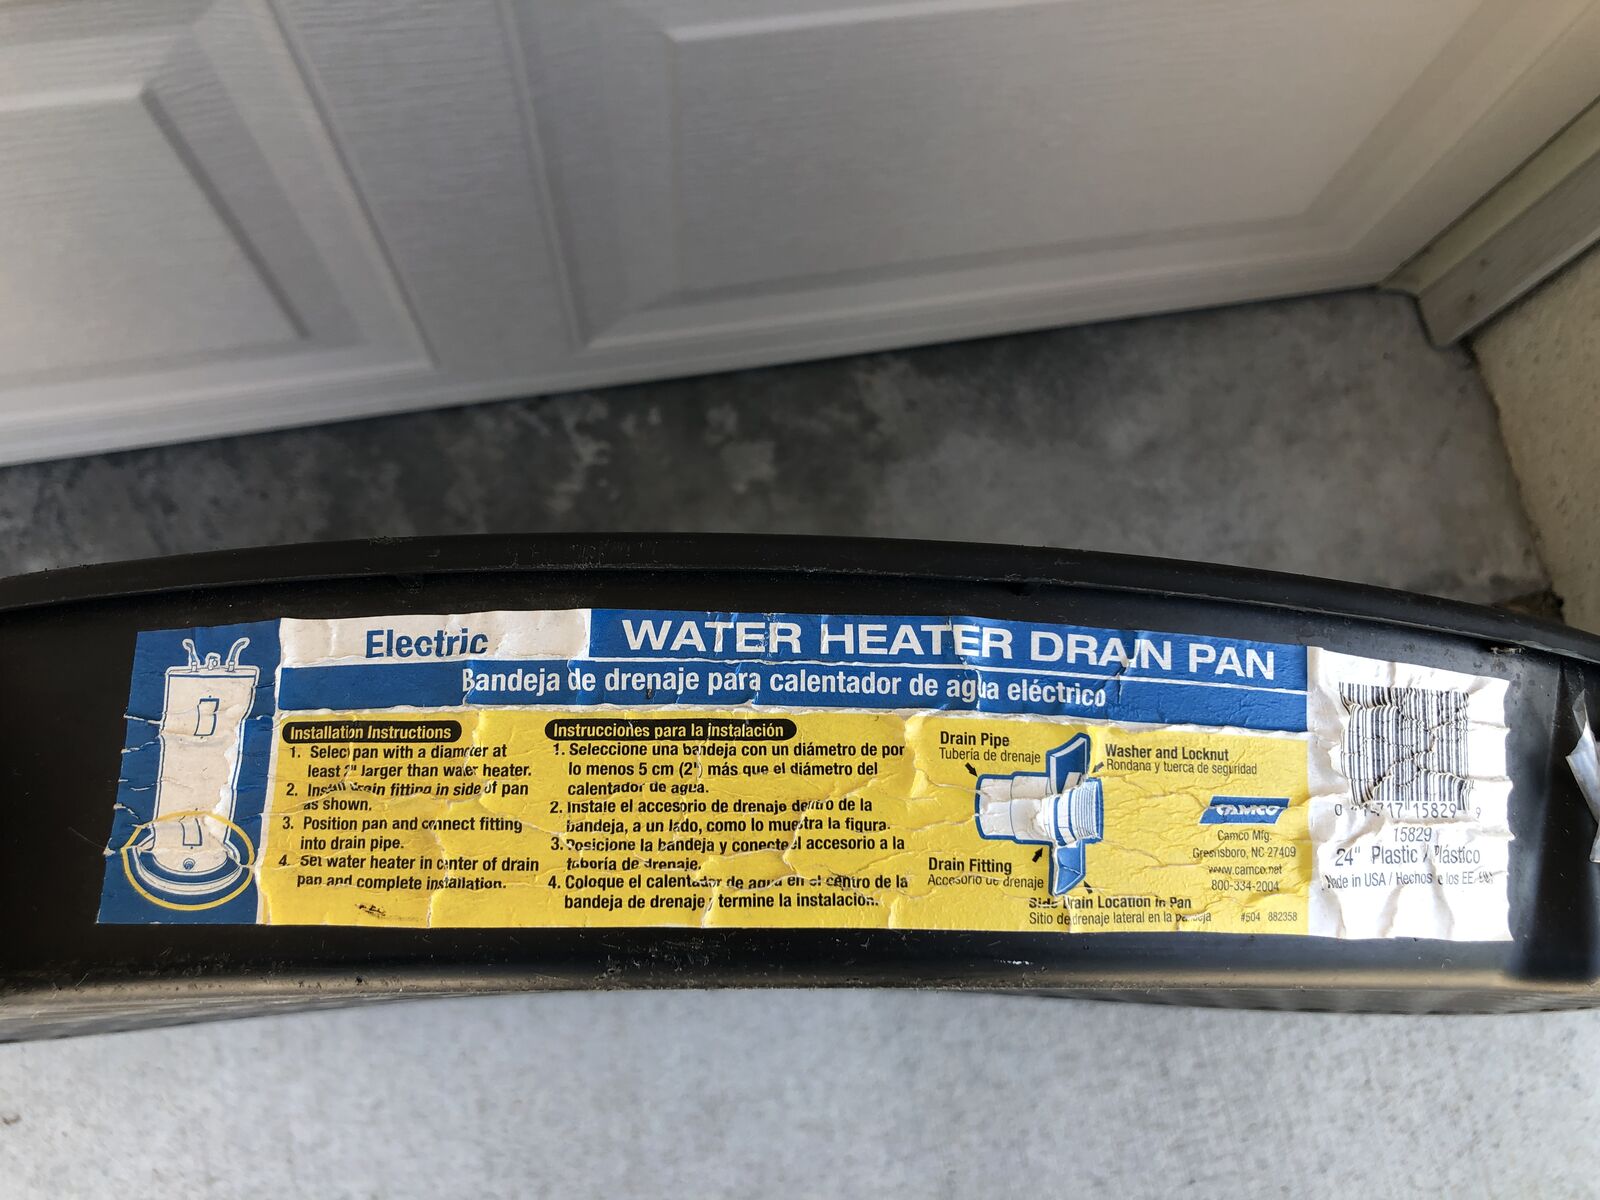 Electric
WATER HEATER DRAIN PAN
Bandeja de drenaje para calentador de agua eléctrico
Installation Instructions
1. Select pan with a diameter at
least 2" larger than water heater.
2. Install drain fitting in side of pan
as shown.
3. Position pan and connect fitting
into drain pipe.
4. Set water heater in center of drain
pan and complete installation.
Instrucciones para la instalación
1. Seleccione una bandeja con un diámetro de por
lo menos 5 cm (2") más que el diámetro del
calentador de agua.
2. Instale el accesorio de drenaje dentro de la
bandeja, a un lado, como lo muestra la figura.
3. Posicione la bandeja y conecte el accesorio a la
tubería de drenaje.
4. Coloque el calentador de agua en el centro de la
bandeja de drenaje y termine la instalación.
Drain Pipe
Tubería de drenaje
Washer and Locknut
Rondana y tuerca de seguridad
Drain Fitting
Accesorio de drenaje
Side Drain Location in Pan
Sitio de drenaje lateral en la bandeja
CAMCO
Camco Mfg.
Greensboro, NC 27409
www.camco.net
800-334-2004
#504 882358
0 717 15829 9
15829
24" Plastic / Plástico
Made in USA / Hechos los EE.